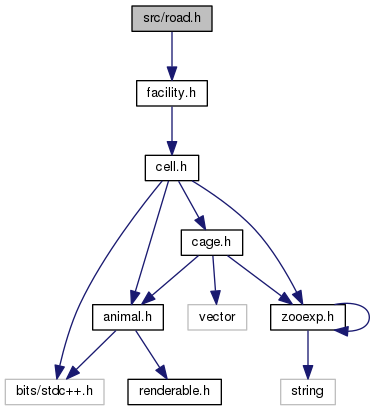 src/road.h
facility.h
cell.h
cage.h
animal.h
vector
zooexp.h
bits/stdc++.h
renderable.h
string